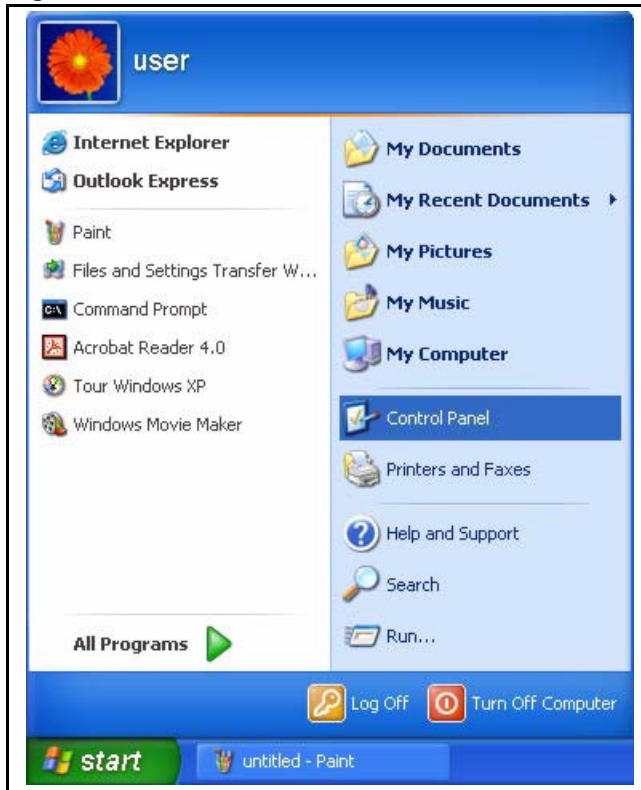 user
Internet Explorer
Outlook Express
Paint
Files and Settings Transfer W...
Command Prompt
Acrobat Reader 4.0
Tour Windows XP
Windows Movie Maker
All Programs
My Documents
My Recent Documents
My Pictures
My Music
My Computer
Control Panel
Printers and Faxes
Help and Support
Search
Run...
Log Off
Turn Off Computer
start
untitled - Paint